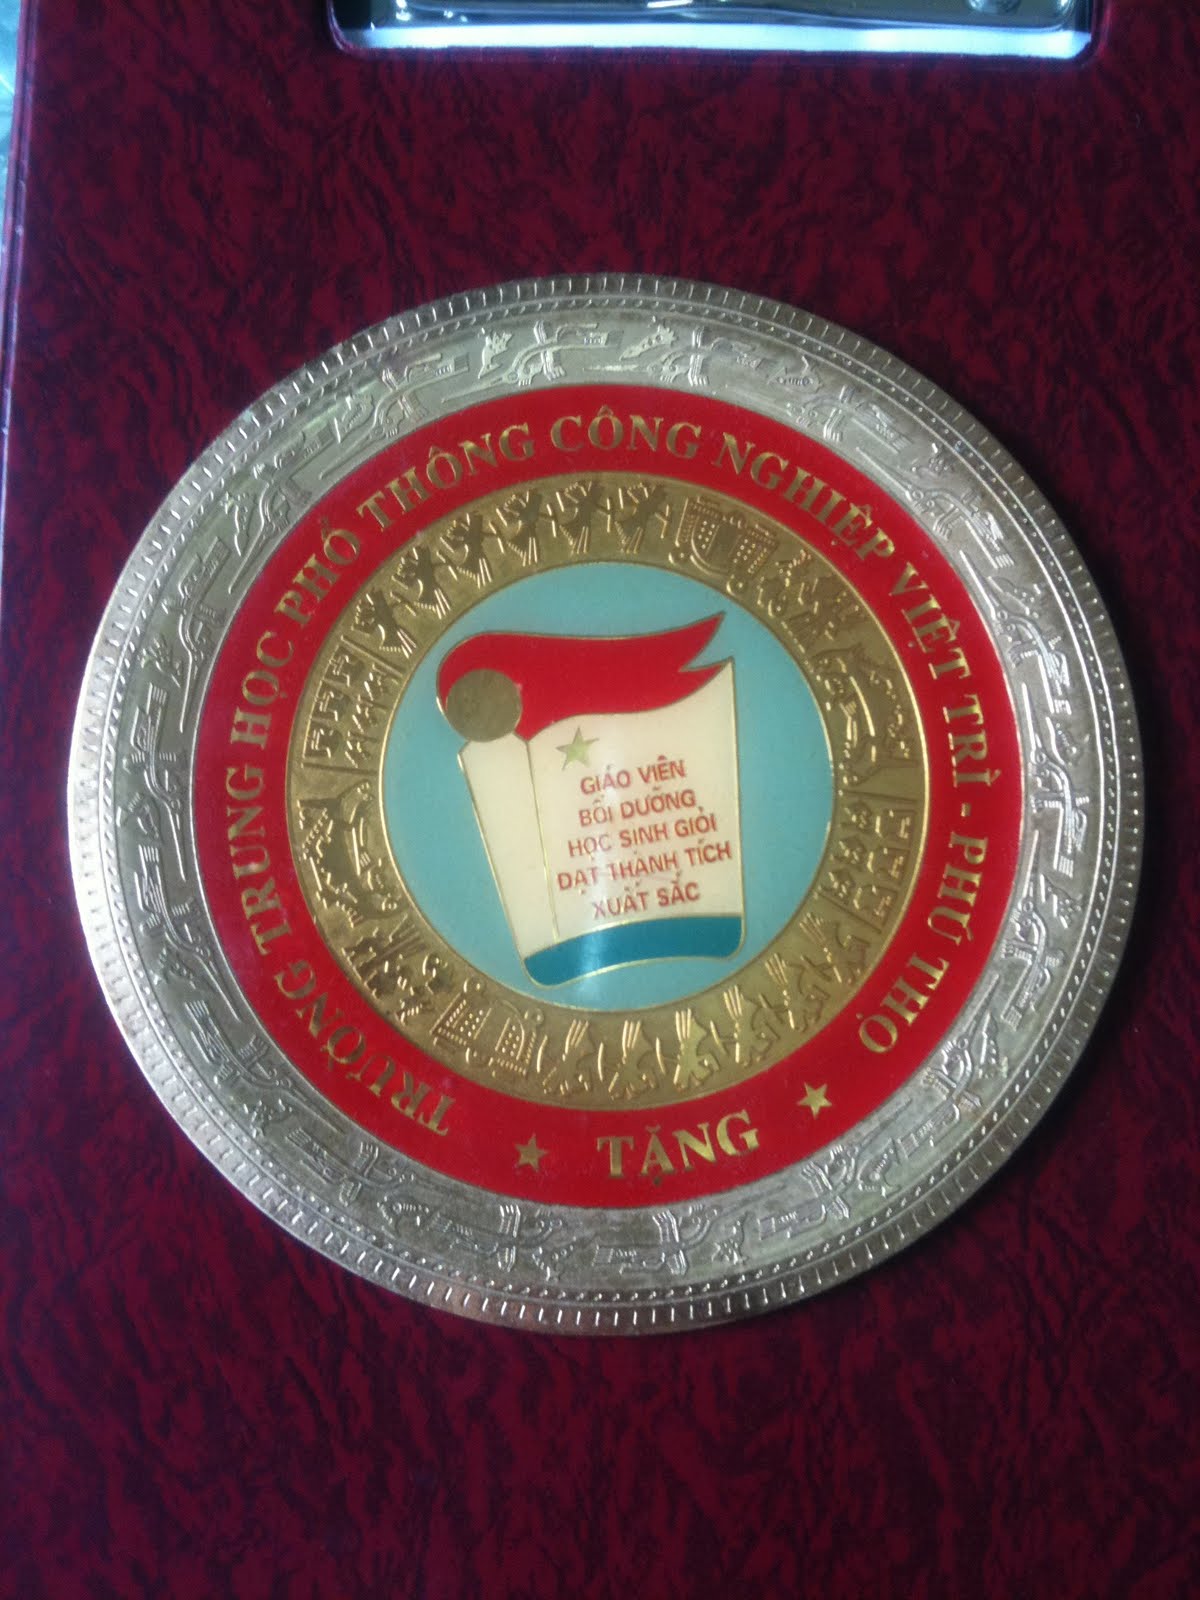 TRƯỜNG TRUNG HỌC PHỔ THÔNG CÔNG NGHIỆP VIỆT TRÌ - PHÚ THỌ
GIÁO VIÊN
BỒI DƯỠNG
HỌC SINH GIỎI
ĐẠT THÀNH TÍCH
XUẤT SẮC
★ TẶNG ★